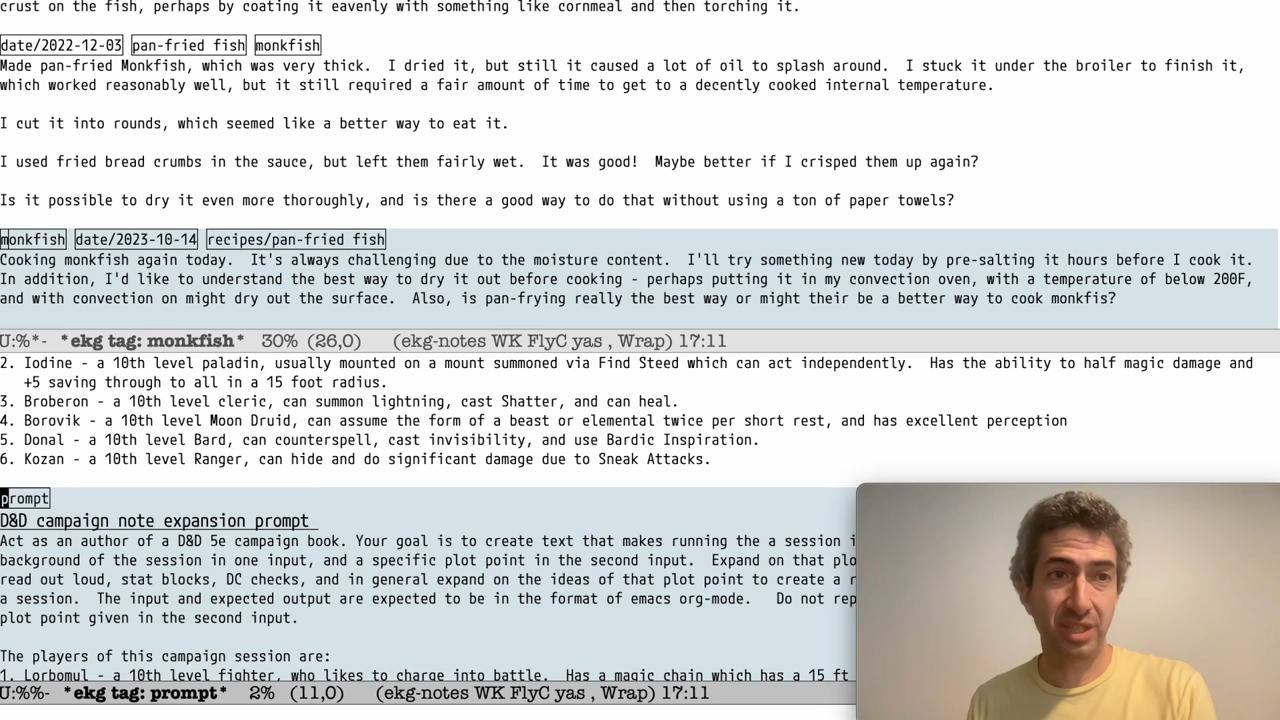 crust on the fish, perhaps by coating it eavenly with something like cornmeal and then torching it.
date/2022-12-03 pan-fried fish monkfish
Made pan-fried Monkfish, which was very thick. I dried it, but still it caused a lot of oil to splash around. I stuck it under the broiler to finish it,
which worked reasonably well, but it still required a fair amount of time to get to a decently cooked internal temperature.
I cut it into rounds, which seemed like a better way to eat it.
I used fried bread crumbs in the sauce, but left them fairly wet. It was good! Maybe better if I crisped them up again?
Is it possible to dry it even more thoroughly, and is there a good way to do that without using a ton of paper towels?
monkfish date/2023-10-14 recipes/pan-fried fish
Cooking monkfish again today. It's always challenging due to the moisture content. I'll try something new today by pre-salting it hours before I cook it.
In addition, I'd like to understand the best way to dry it out before cooking - perhaps putting it in my convection oven, with a temperature of below 200F,
and with convection on might dry out the surface. Also, is pan-frying really the best way or might their be a better way to cook monkfis?
U:%*- *ekg tag: monkfish* 30% (26,0) (ekg-notes WK FlyC yas , Wrap) 17:11
2. Iodine - a 10th level paladin, usually mounted on a mount summoned via Find Steed which can act independently. Has the ability to half magic damage and
+5 saving through to all in a 15 foot radius.
3. Broberon - a 10th level cleric, can summon lightning, cast Shatter, and can heal.
4. Borovik - a 10th level Moon Druid, can assume the form of a beast or elemental twice per short rest, and has excellent perception
5. Donal - a 10th level Bard, can counterspell, cast invisibility, and use Bardic Inspiration.
6. Kozan - a 10th level Ranger, can hide and do significant damage due to Sneak Attacks.
prompt
D&D campaign note expansion prompt
Act as an author of a D&D 5e campaign book. Your goal is to create text that makes running the a session i
background of the session in one input, and a specific plot point in the second input. Expand on that plo
read out loud, stat blocks, DC checks, and in general expand on the ideas of that plot point to create a r
a session. The input and expected output are expected to be in the format of emacs org-mode. Do not rep
plot point given in the second input.
The players of this campaign session are:
1. Lorbomul - a 10th level fighter, who likes to charge into battle. Has a magic chain which has a 15 ft
U:%%- *ekg tag: prompt* 2% (11,0) (ekg-notes WK FlyC yas , Wrap) 17:11